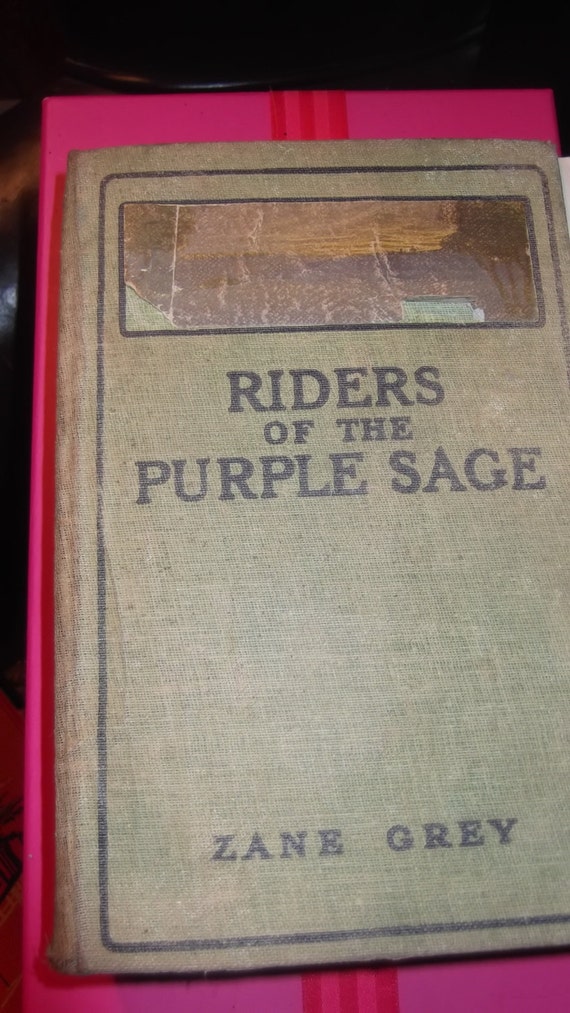 RIDERS
OF THE
PURPLE SAGE
ZANE GREY